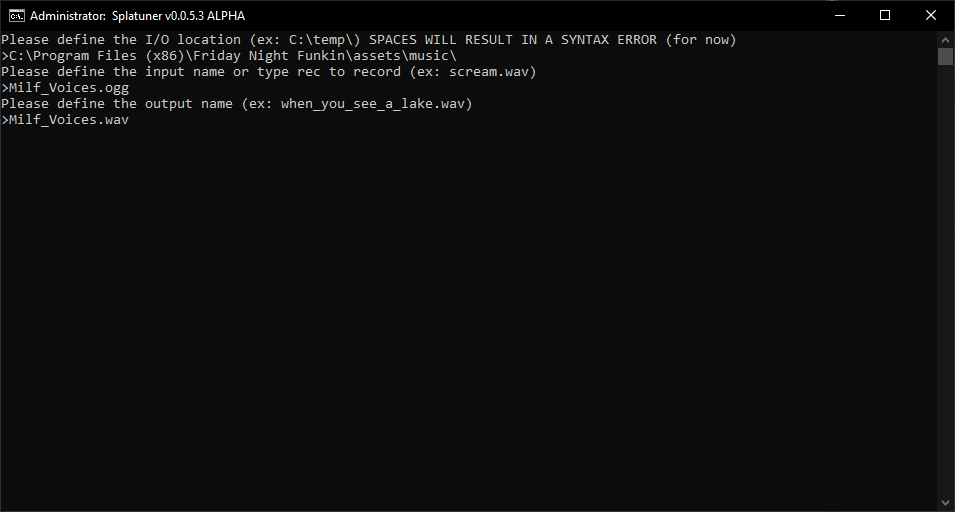 Administrator: Splatuner v0.0.5.3 ALPHA
Please define the I/O location (ex: C:\temp\) SPACES WILL RESULT IN A SYNTAX ERROR (for now)
>C:\Program Files (x86)\Friday Night Funkin\assets\music\
Please define the input name or type rec to record (ex: scream.wav)
>Milf_Voices.ogg
Please define the output name (ex: when_you_see_a_lake.wav)
>Milf_Voices.wav